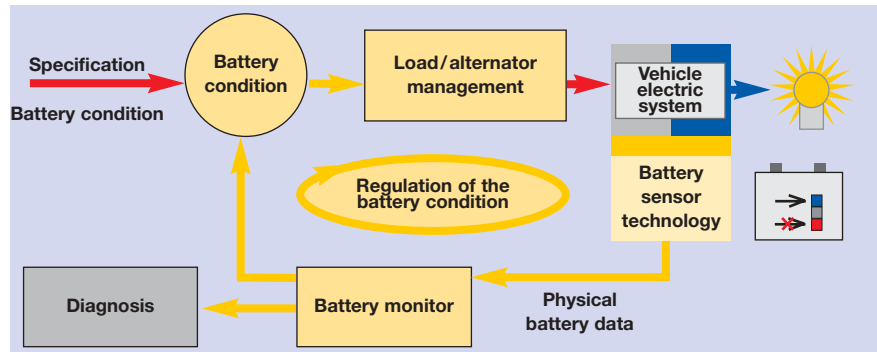 Specification
Battery condition
Battery
condition
Load/alternator
management
Vehicle
electric
system
Battery
sensor
technology
Regulation of the
battery condition
Diagnosis
Battery monitor
Physical
battery data